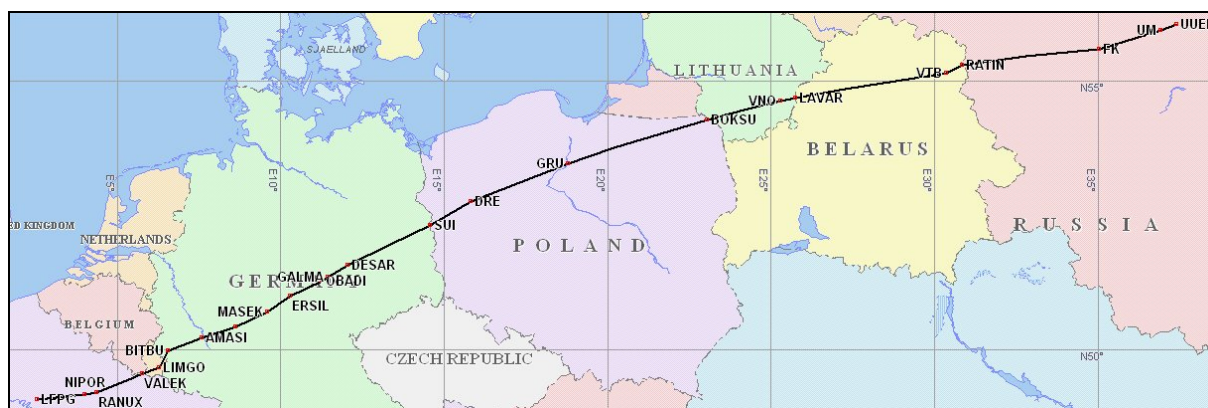 UUEE
UM
FK
SJAELLAND
RATIN
VTB
LITHUANIA
N55°
VNO
LAVAR
BOKSU
BELARUS
GRU
E5°
E10°
E15°
E20°
E25°
E30°
E35°
DRE
RUSSIA
ED KINGDOM
SUI
NETHERLANDS
POLAND
DESAR
GALMA
GERMANY
BADI
ERSIL
MASEK
BELGIUM
AMASI
BITBU
CZECH REPUBLIC
N50°
LIMGO
VALEK
NIPOR
LFPG
RANUX